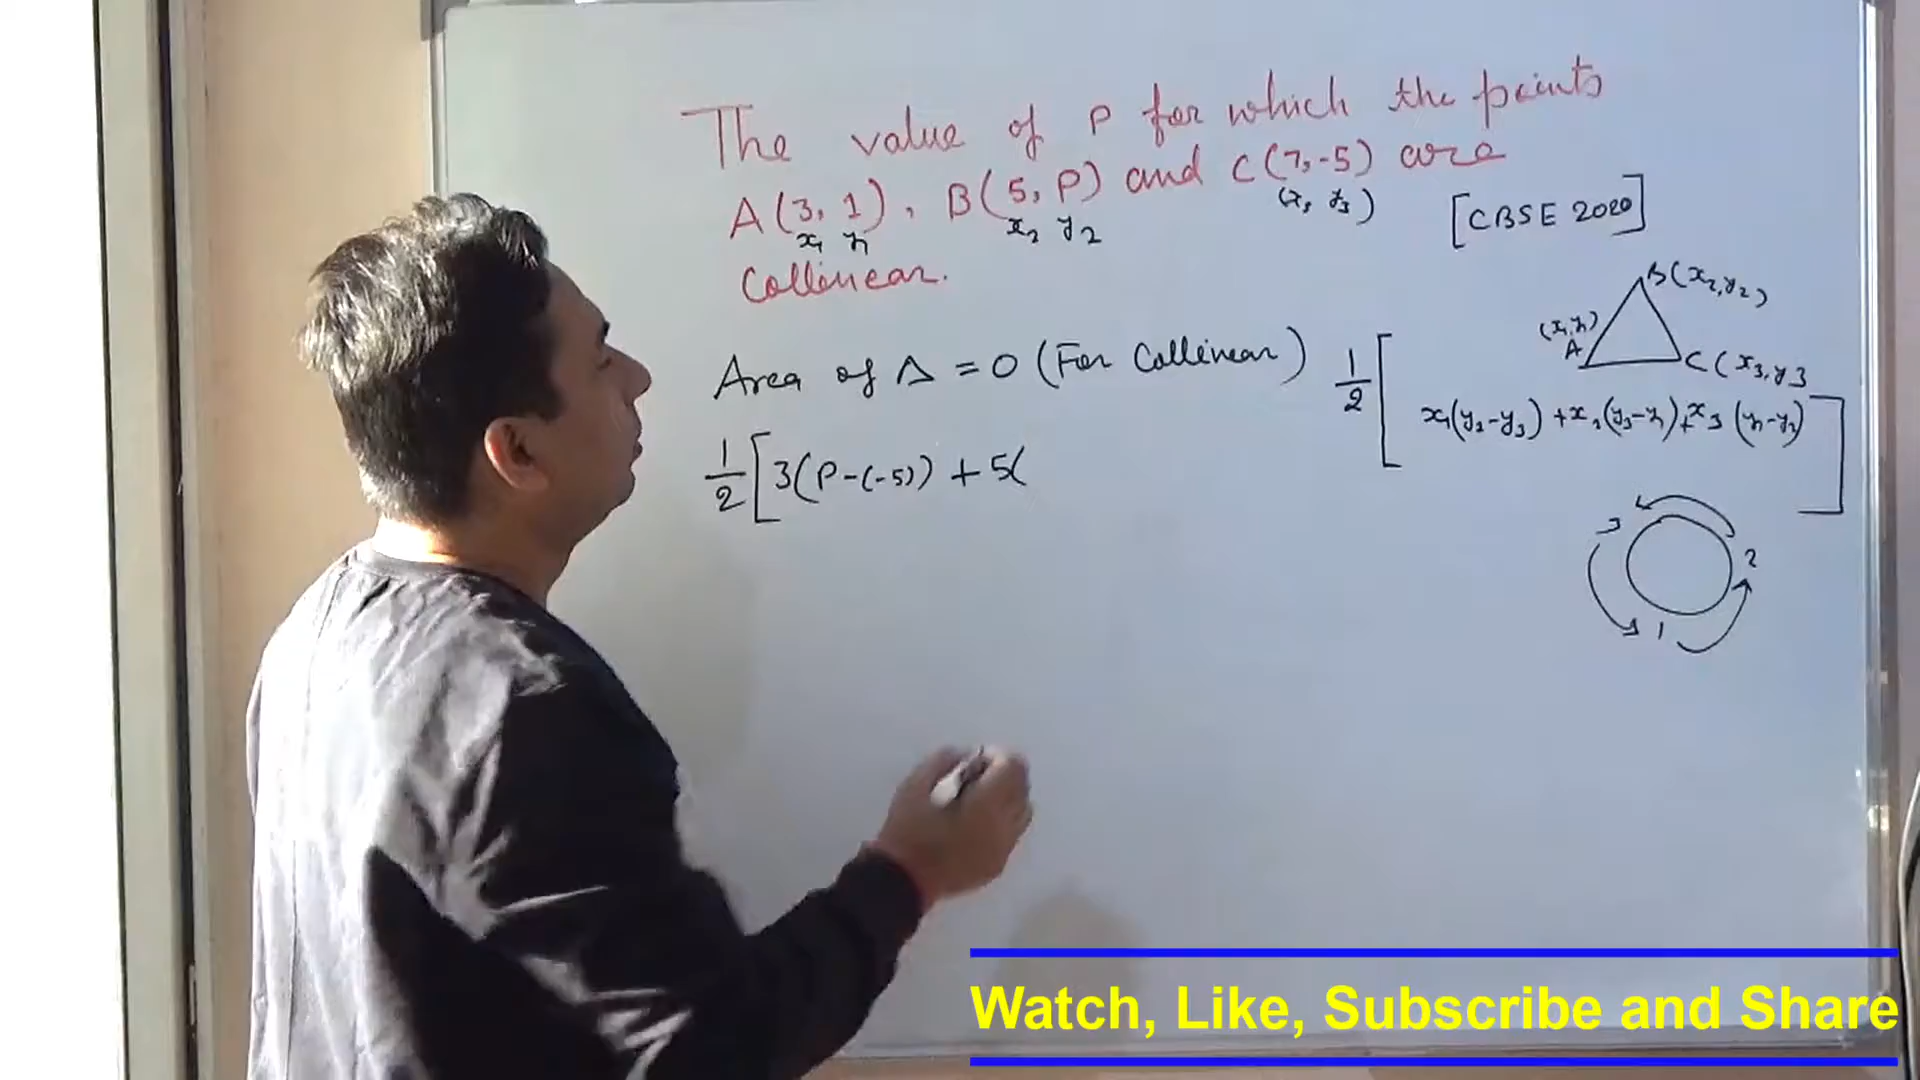 The value of P for which the points
A(3, 1), B(5, P) and C(7, -5) are
x₁ y₁ x₂ y₂ (x₃ y₃)
[CBSE 2020]
Collinear.
B(x₂, y₂)
(x₁, y₁)
A
C(x₃, y₃
Area of Δ = 0 (For Collinear)
1/2 [x₁(y₂-y₃) + x₂(y₃-y₁) + x₃(y₁-y₂)]
1/2 [3(P-(-5)) + 5(
3
2
1
Watch, Like, Subscribe and Share